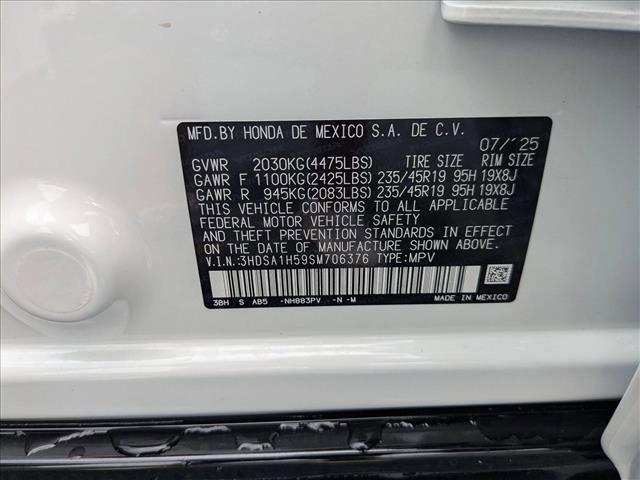 MFD.BY HONDA DE MEXICO S.A. DE C.V. 07/'25
GVWR 2030KG(4475LBS) TIRE SIZE RIM SIZE
GAWR F 1100KG(2425LBS) 235/45R19 95H 19X8J
GAWR R 945KG(2083LBS) 235/45R19 95H 19X8J
THIS VEHICLE CONFORMS TO ALL APPLICABLE
FEDERAL MOTOR VEHICLE SAFETY
AND THEFT PREVENTION STANDARDS IN EFFECT
ON THE DATE OF MANUFACTURE SHOWN ABOVE.
V.I.N.:3HDSA1H59SM706376 TYPE:MPV
3BH S AB5 -NH883PV -N -M MADE IN MEXICO